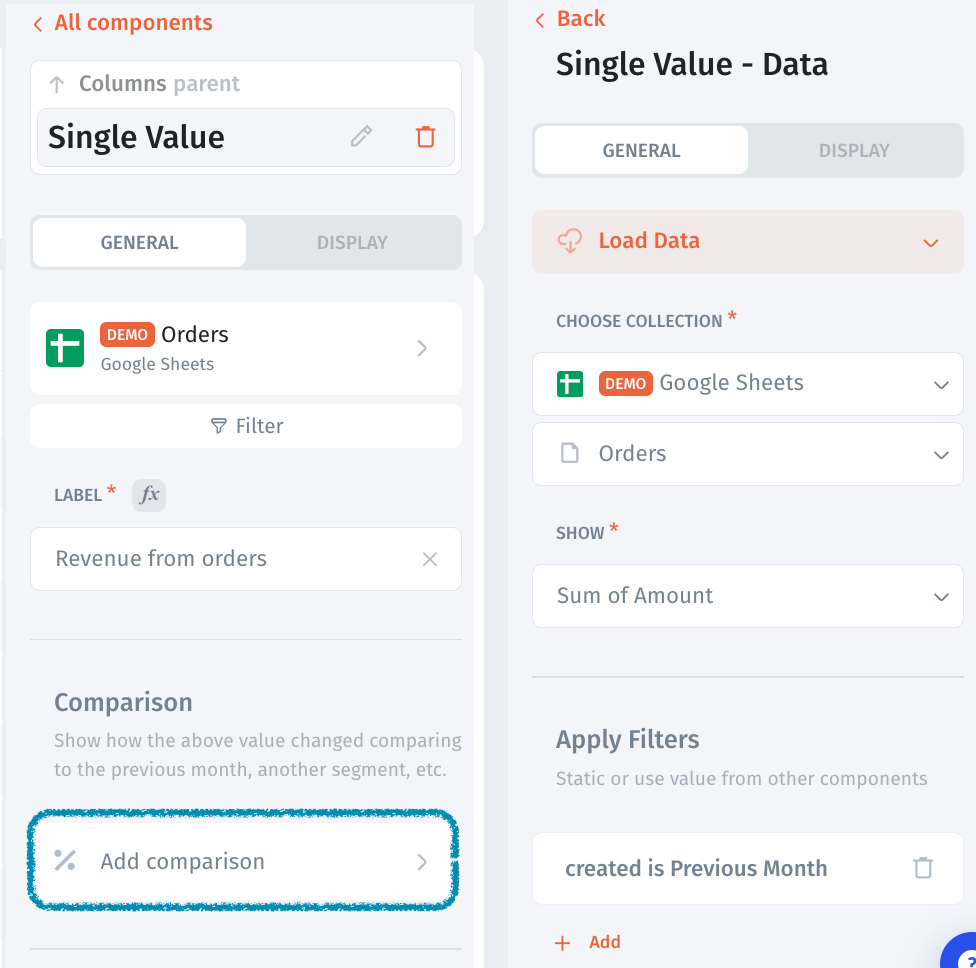 All components
Columns parent
Single Value
GENERAL
DISPLAY
DEMO Orders
Google Sheets
Filter
LABEL *
fx
Revenue from orders
Comparison
Show how the above value changed comparing
to the previous month, another segment, etc.
Add comparison
Back
Single Value - Data
GENERAL
DISPLAY
Load Data
CHOOSE COLLECTION *
DEMO Google Sheets
Orders
SHOW *
Sum of Amount
Apply Filters
Static or use value from other components
created is Previous Month
+ Add
?